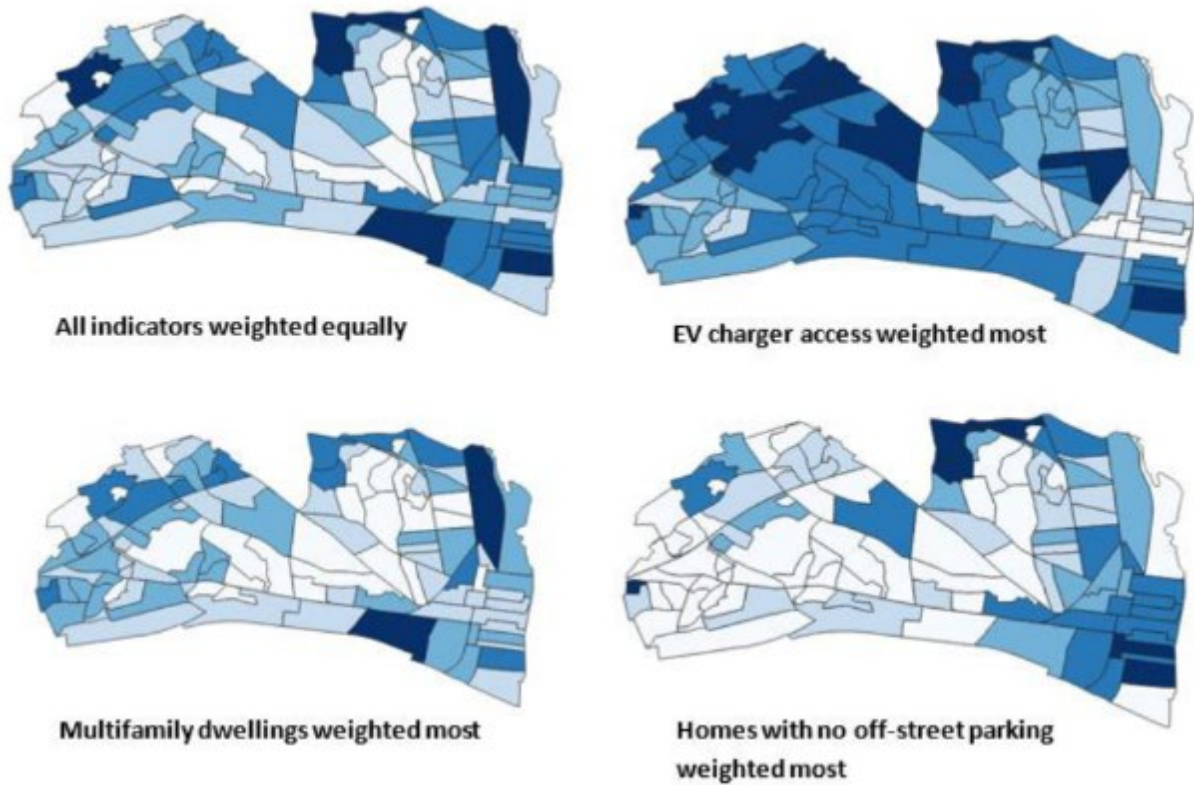 All indicators weighted equally
EV charger access weighted most
Multifamily dwellings weighted most
Homes with no off-street parking
weighted most